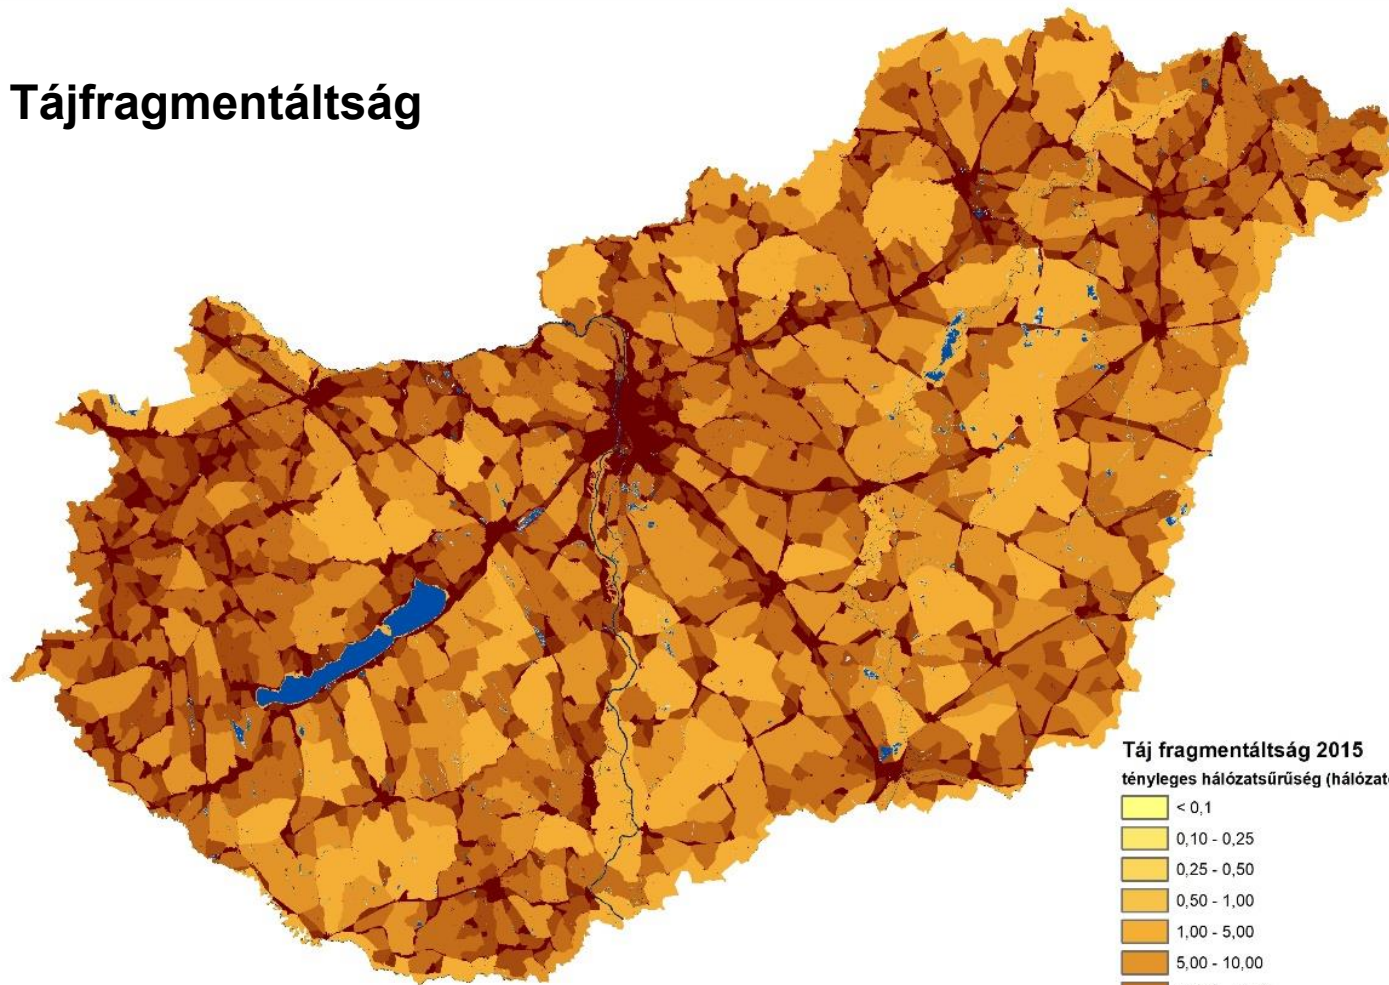 Tájfragmentáltság
Táj fragmentáltság 2015
tényleges hálózatsűrűség (hálózat
< 0,1
0,10 - 0,25
0,25 - 0,50
0,50 - 1,00
1,00 - 5,00
5,00 - 10,00